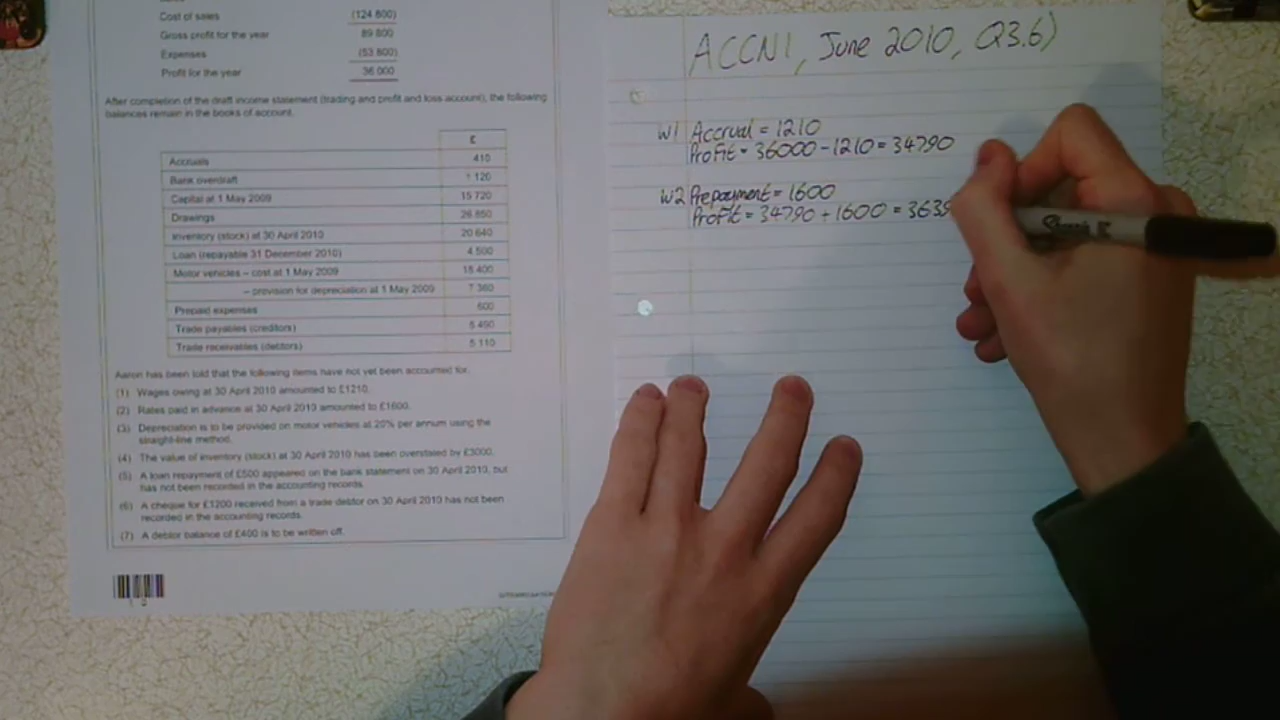 Cost of sales (124 800)
Gross profit for the year 89 800
Expenses (53 800)
Profit for the year 36 000
After completion of the draft income statement (trading and profit and loss account), the following
balances remain in the books of account.
£
Accruals 410
Bank overdraft 1 120
Capital at 1 May 2009 15 720
Drawings 26 850
Inventory (stock) at 30 April 2010 20 640
Loan (repayable 31 December 2010) 4 500
Motor vehicles – cost at 1 May 2009 18 400
– provision for depreciation at 1 May 2009 7 360
Prepaid expenses 600
Trade payables (creditors)
Trade receivables (debtors) 5 110
Aaron has been told that the following items have not yet been accounted for.
(1) Wages owing at 30 April 2010 amounted to £1210.
(2) Rates paid in advance at 30 April 2010 amounted to £1600.
(3) Depreciation is to be provided on motor vehicles at 20% per annum using the
straight-line method.
(4) The value of inventory (stock) at 30 April 2010 has been overstated by £3000.
(5) A loan repayment of £500 appeared on the bank statement on 30 April 2010, but
has not been recorded in the accounting records.
(6) A cheque for £1200 received from a trade debtor on 30 April 2010 has not been
recorded in the accounting records.
(7) A debtor balance of £400 is to be written off.
ACCN1, June 2010, Q3.6)
W1 Accrual = 1210
Profit = 36000 - 1210 = 34790
W2 Prepayment = 1600
Profit = 34790 + 1600 = 3639
Sharpie